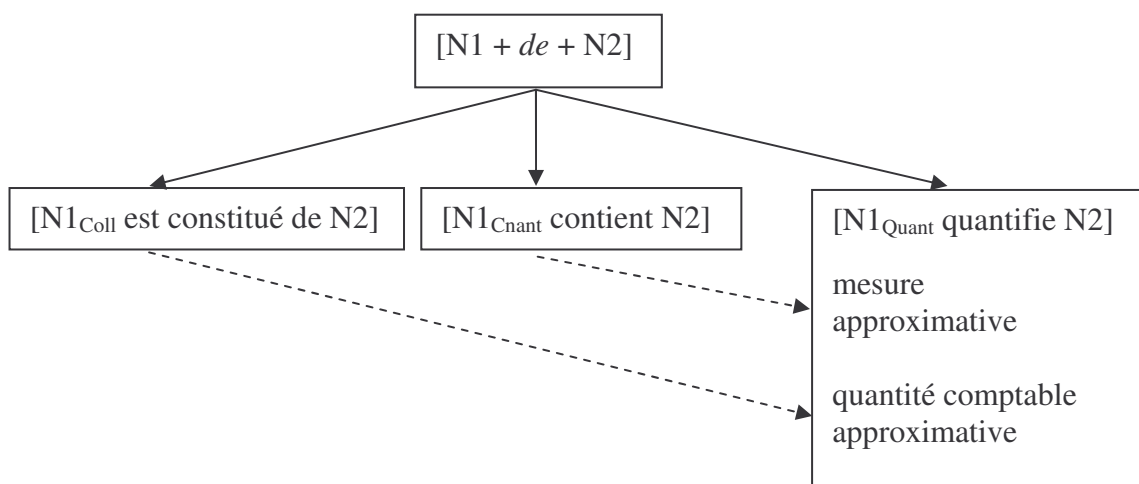 [N1 + de + N2]
[N1Coll est constitué de N2]
[N1Cnant contient N2]
[N1Quant quantifie N2]
mesure
approximative
quantité comptable
approximative